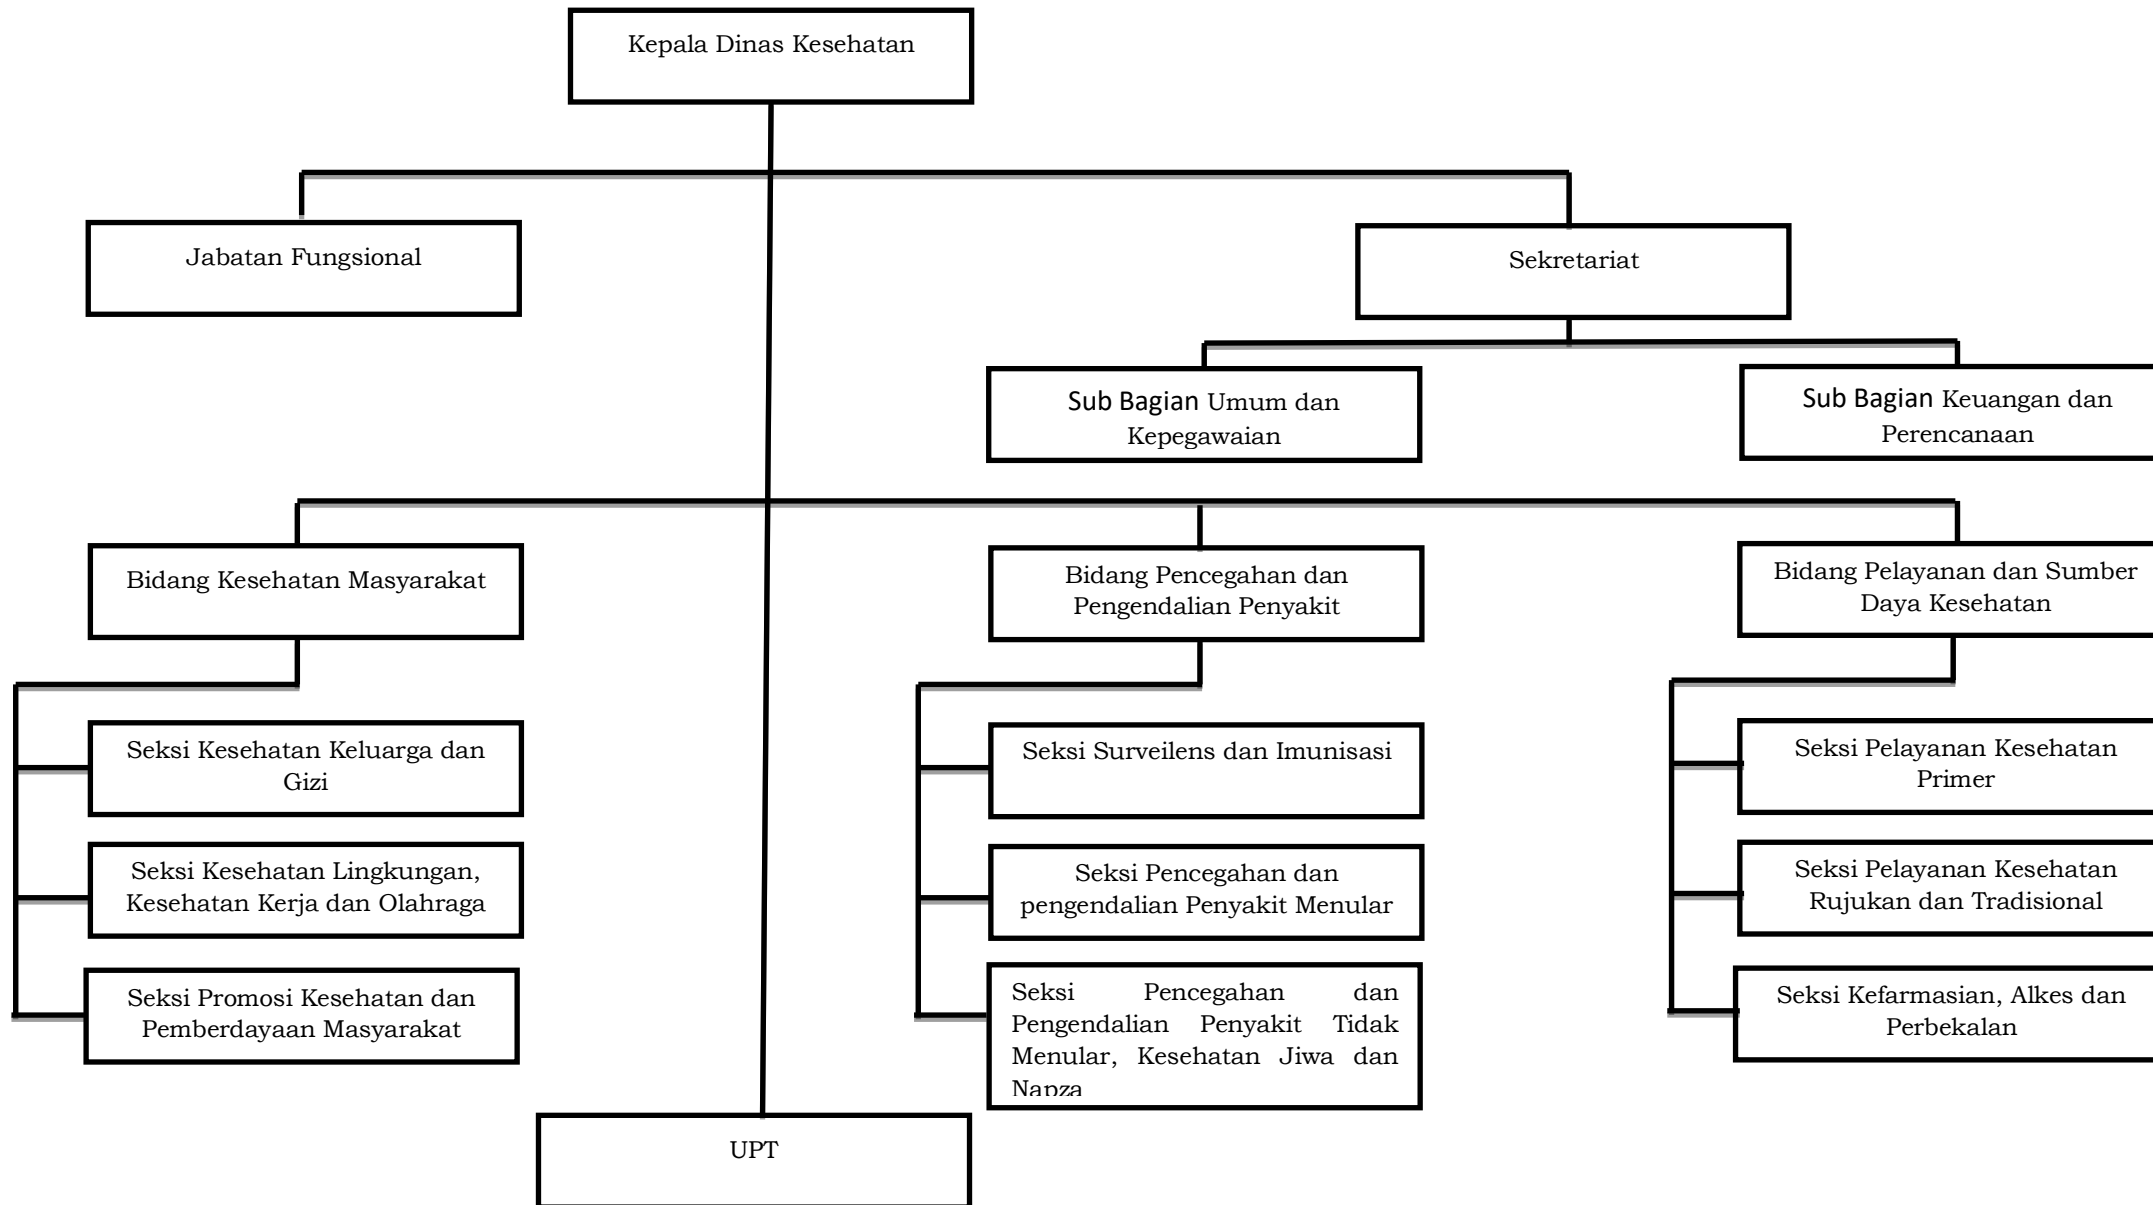 Kepala Dinas Kesehatan
Jabatan Fungsional
Sekretariat
Sub Bagian Umum dan
Kepegawaian
Sub Bagian Keuangan dan
Perencanaan
Bidang Kesehatan Masyarakat
Bidang Pencegahan dan
Pengendalian Penyakit
Bidang Pelayanan dan Sumber
Daya Kesehatan
Seksi Kesehatan Keluarga dan
Gizi
Seksi Kesehatan Lingkungan,
Kesehatan Kerja dan Olahraga
Seksi Promosi Kesehatan dan
Pemberdayaan Masyarakat
Seksi Surveilens dan Imunisasi
Seksi Pencegahan dan
pengendalian Penyakit Menular
Seksi Pencegahan dan
Pengendalian Penyakit Tidak
Menular, Kesehatan Jiwa dan
Napza
Seksi Pelayanan Kesehatan
Primer
Seksi Pelayanan Kesehatan
Rujukan dan Tradisional
Seksi Kefarmasian, Alkes dan
Perbekalan
UPT